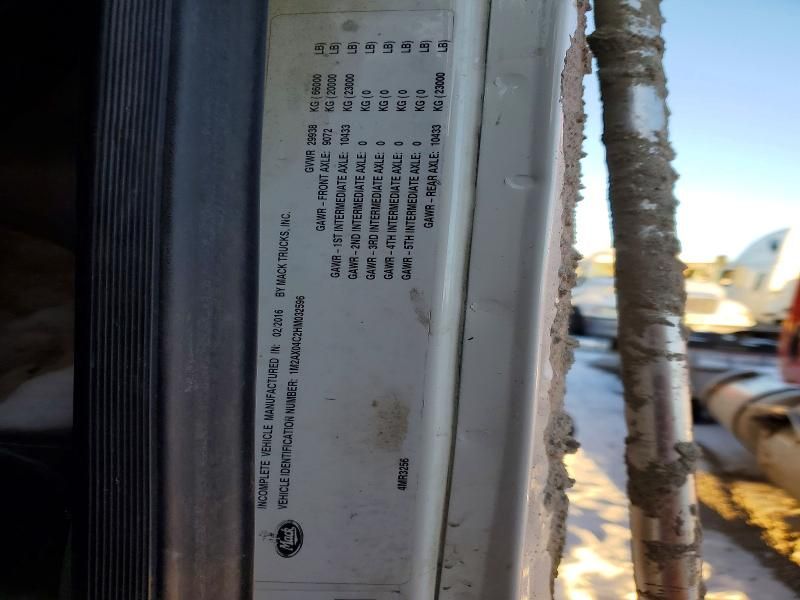 INCOMPLETE VEHICLE MANUFACTURED IN: 02/2016 BY MACK TRUCKS, INC.
VEHICLE IDENTIFICATION NUMBER: 1M2AX04C2HM032596
GVWR 29938 KG ( 66000 LB)
GAWR - FRONT AXLE: 9072 KG ( 20000 LB)
GAWR - 1ST INTERMEDIATE AXLE: 10433 KG ( 23000 LB)
GAWR - 2ND INTERMEDIATE AXLE: 0 KG ( 0 LB)
GAWR - 3RD INTERMEDIATE AXLE: 0 KG ( 0 LB)
GAWR - 4TH INTERMEDIATE AXLE: 0 KG ( 0 LB)
GAWR - 5TH INTERMEDIATE AXLE: 0 KG ( 0 LB)
GAWR - REAR AXLE: 10433 KG ( 23000 LB)
Mack
4MR3256